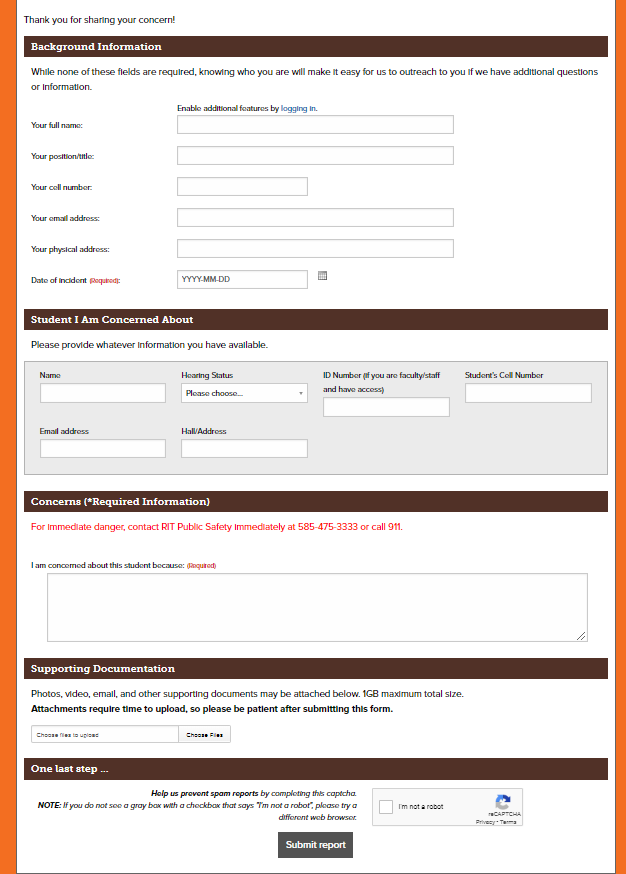 Thank you for sharing your concern!
Background Information
While none of these fields are required, knowing who you are will make it easy for us to outreach to you if we have additional questions
or information.
Enable additional features by logging in.
Your full name:
Your position/title:
Your cell number:
Your email address:
Your physical address:
Date of incident (Required): YYYY-MM-DD
Student I Am Concerned About
Please provide whatever information you have available.
Name
Hearing Status
Please choose...
ID Number (if you are faculty/staff
and have access)
Student's Cell Number
Email address
Hall/Address
Concerns (*Required Information)
For immediate danger, contact RIT Public Safety immediately at 585-475-3333 or call 911.
I am concerned about this student because: (Required)
Supporting Documentation
Photos, video, email, and other supporting documents may be attached below. 1GB maximum total size.
Attachments require time to upload, so please be patient after submitting this form.
Choose files to upload Choose Files
One last step ...
Help us prevent spam reports by completing this captcha.
NOTE: If you do not see a gray box with a checkbox that says "I'm not a robot", please try a
different web browser.
I'm not a robot
reCAPTCHA
Privacy - Terms
Submit report